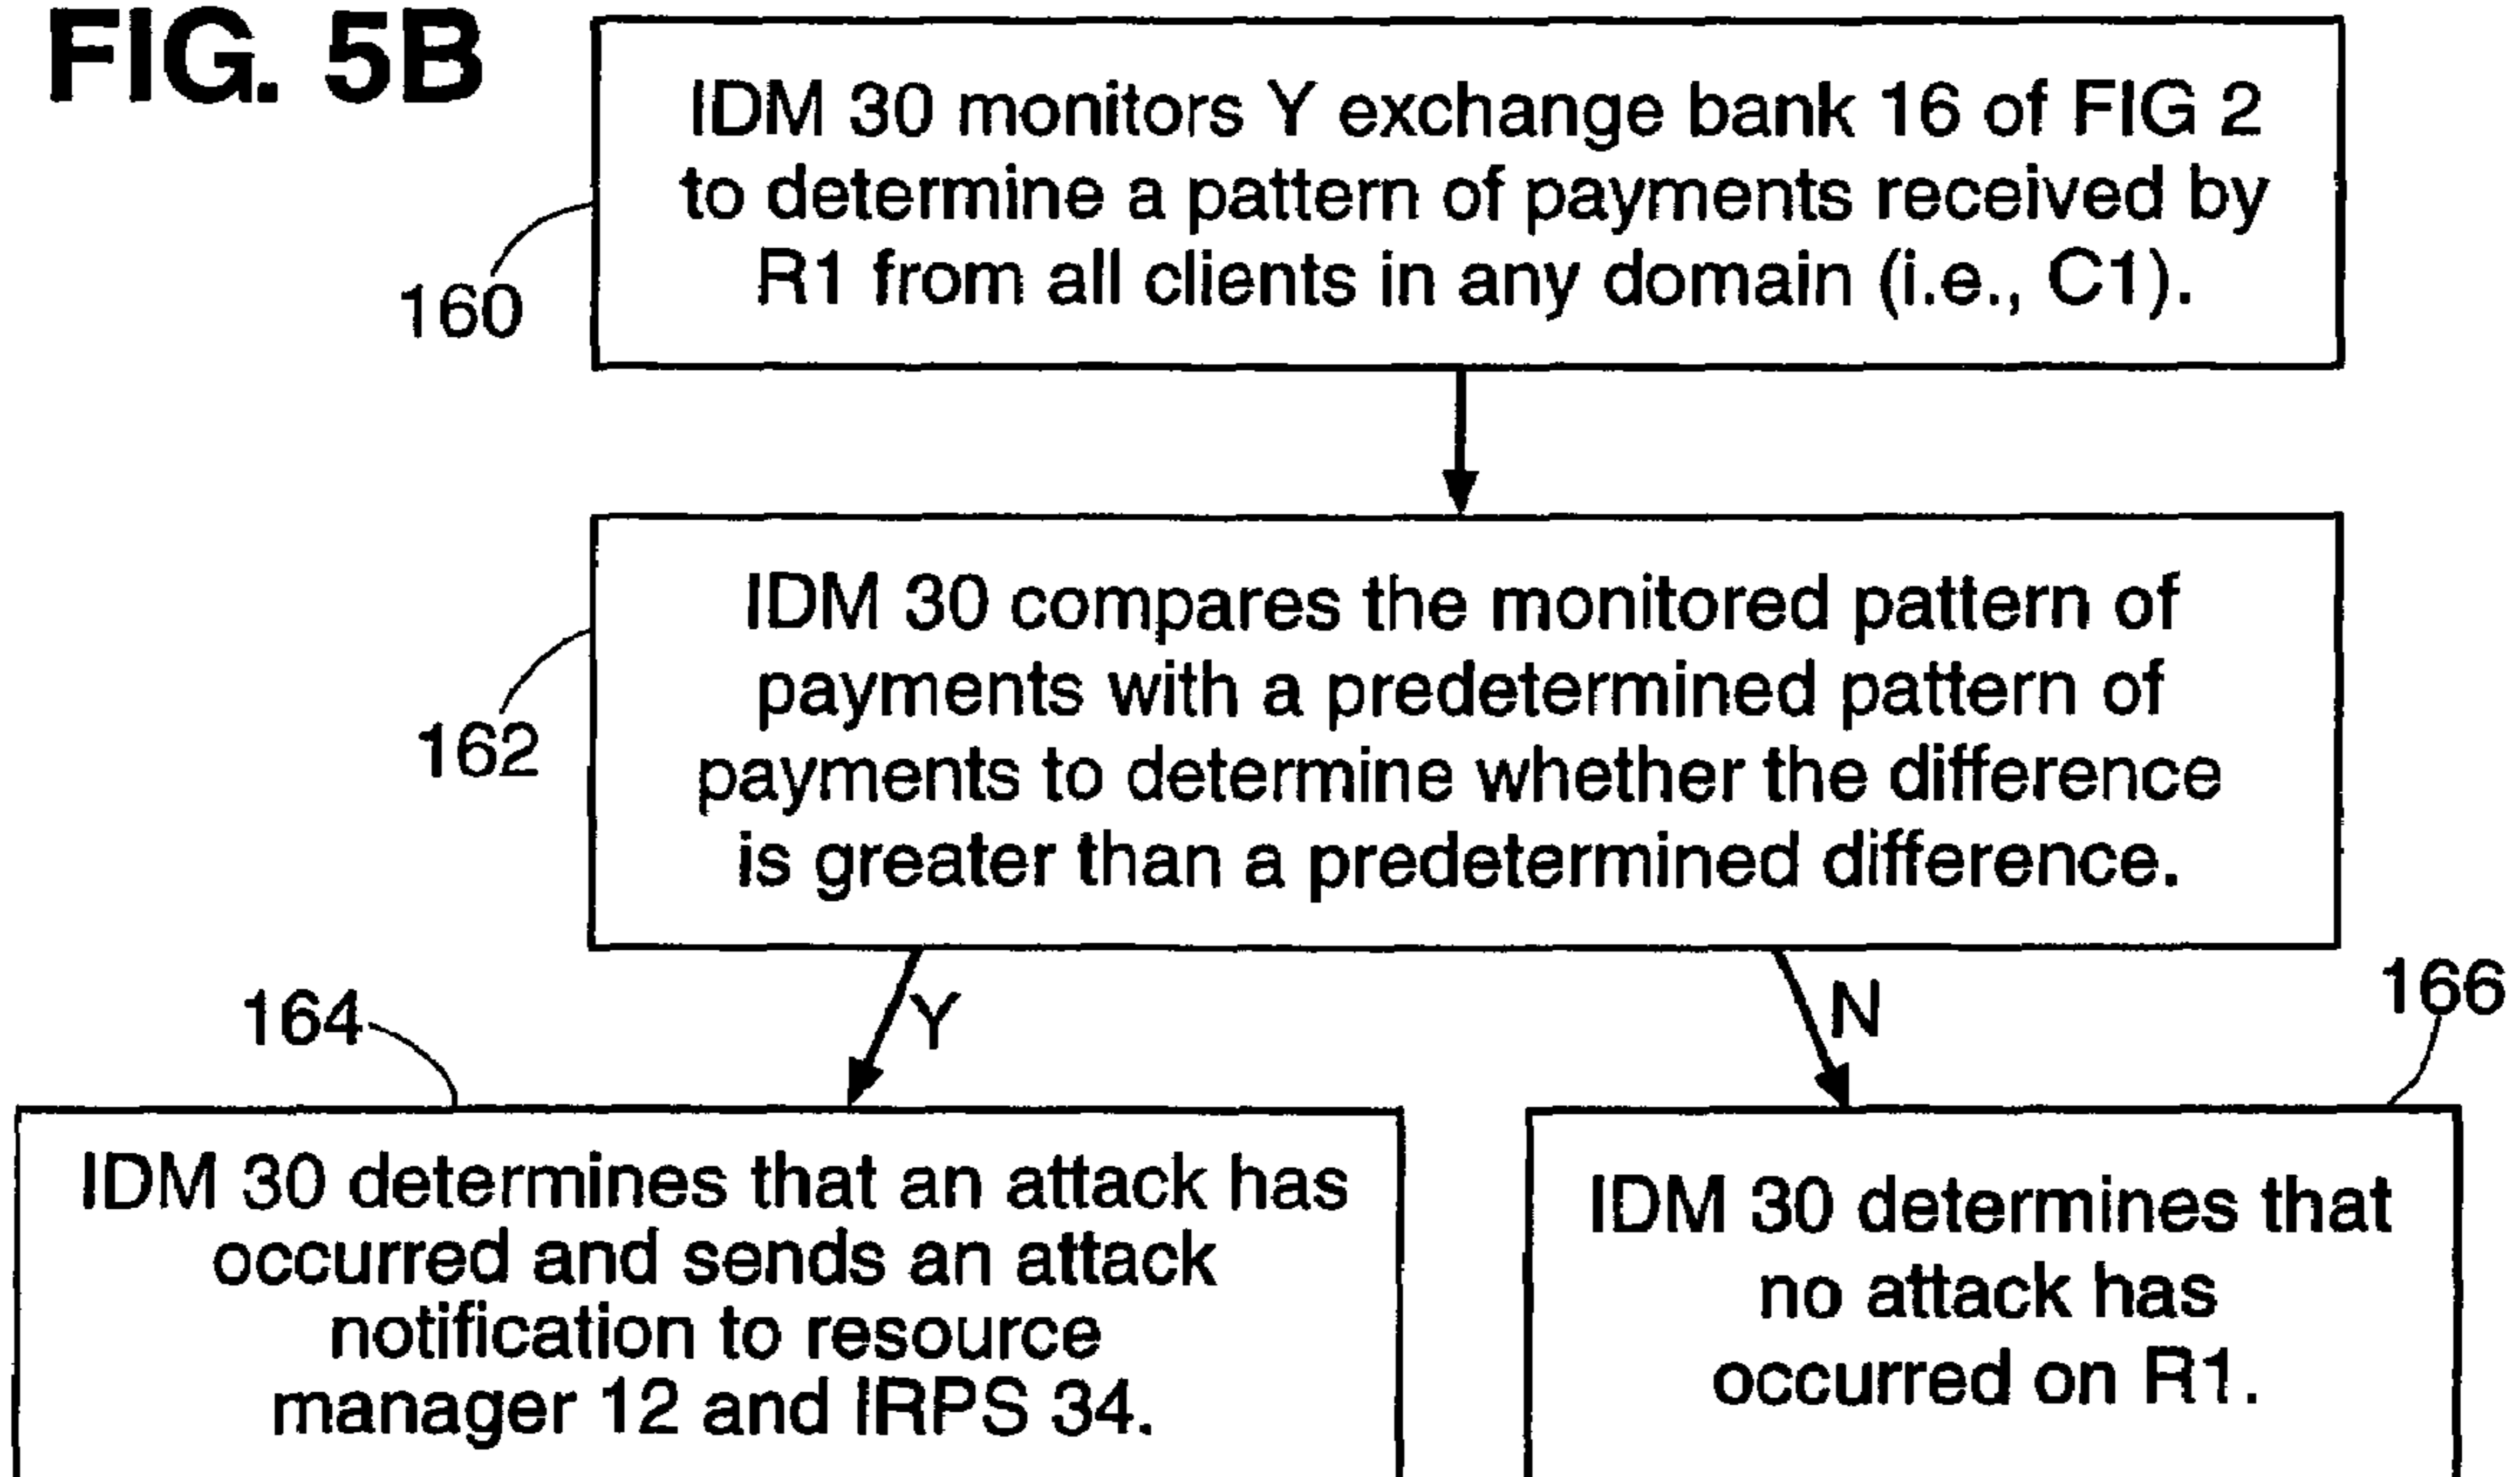 FIG. 5B
IDM 30 monitors Y exchange bank 16 of FIG 2
to determine a pattern of payments received by
R1 from all clients in any domain (i.e., C1).
160
IDM 30 compares the monitored pattern of
payments with a predetermined pattern of
payments to determine whether the difference
is greater than a predetermined difference.
162
Y
N
164
166
IDM 30 determines that an attack has
occurred and sends an attack
notification to resource
manager 12 and IRPS 34.
IDM 30 determines that
no attack has
occurred on R1.